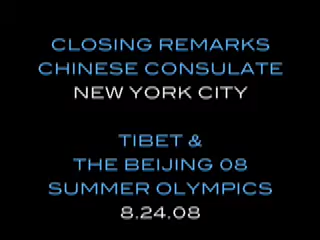 CLOSING REMARKS
CHINESE CONSULATE
NEW YORK CITY
TIBET &
THE BEIJING 08
SUMMER OLYMPICS
8.24.08